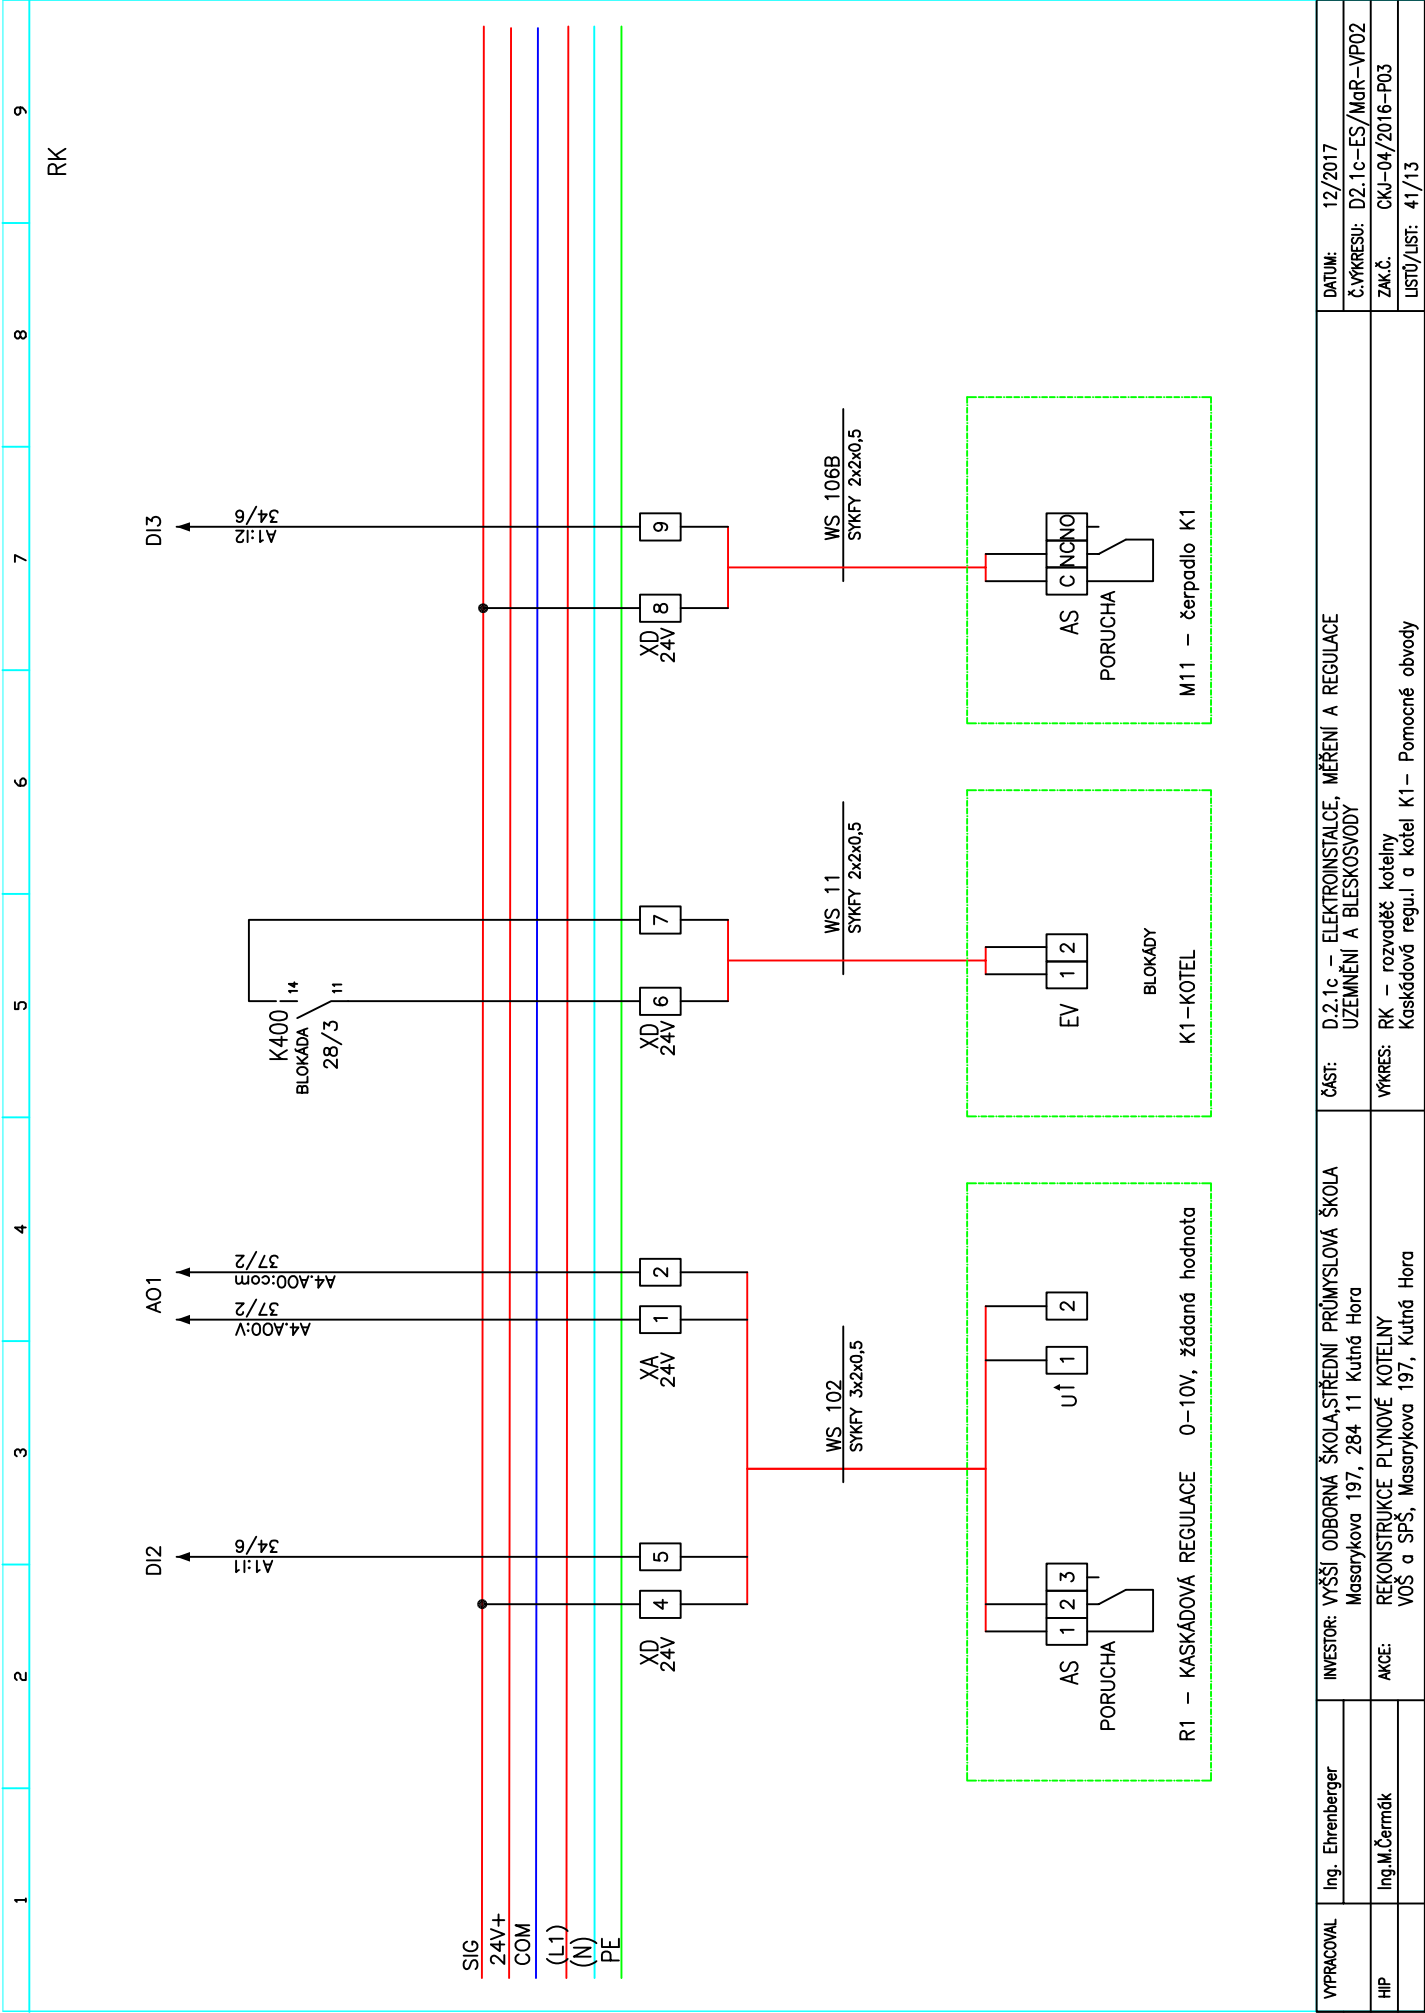 1 2 3 4 5 6 7 8 9
RK
DI2
AO1
DI3
A1:I1
34/6
A4.AO0:V
37/2
A4.AO0:com
37/2
A1:I2
34/6
K400
BLOKÁDA
28/3
14
11
SIG
24V+
COM
(L1)
(N)
PE
XD
24V
4 5
XA
24V
1 2
XD
24V
6 7
XD
24V
8 9
WS 102
SYKFY 3x2x0,5
WS 11
SYKFY 2x2x0,5
WS 106B
SYKFY 2x2x0,5
AS
1 2 3
PORUCHA
U
1 2
R1 - KASKÁDOVÁ REGULACE 0-10V, žádaná hodnota
EV
1 2
BLOKÁDY
K1-KOTEL
AS
C NC NO
PORUCHA
M11 - čerpadlo K1
VYPRACOVAL Ing. Ehrenberger
HIP Ing.M.Čermák
INVESTOR: VYŠŠÍ ODBORNÁ ŠKOLA,STŘEDNÍ PRŮMYSLOVÁ ŠKOLA
Masarykova 197, 284 11 Kutná Hora
AKCE: REKONSTRUKCE PLYNOVÉ KOTELNY
VOŠ a SPŠ, Masarykova 197, Kutná Hora
ČÁST: D.2.1c - ELEKTROINSTALCE, MĚŘENÍ A REGULACE
UZEMNĚNÍ A BLESKOSVODY
VÝKRES: RK - rozvaděč kotelny
Kaskádová regu.l a kotel K1- Pomocné obvody
DATUM: 12/2017
Č.VÝKRESU: D2.1c-ES/MaR-VP02
ZAK.Č. CKJ-04/2016-P03
LISTŮ/LIST: 41/13